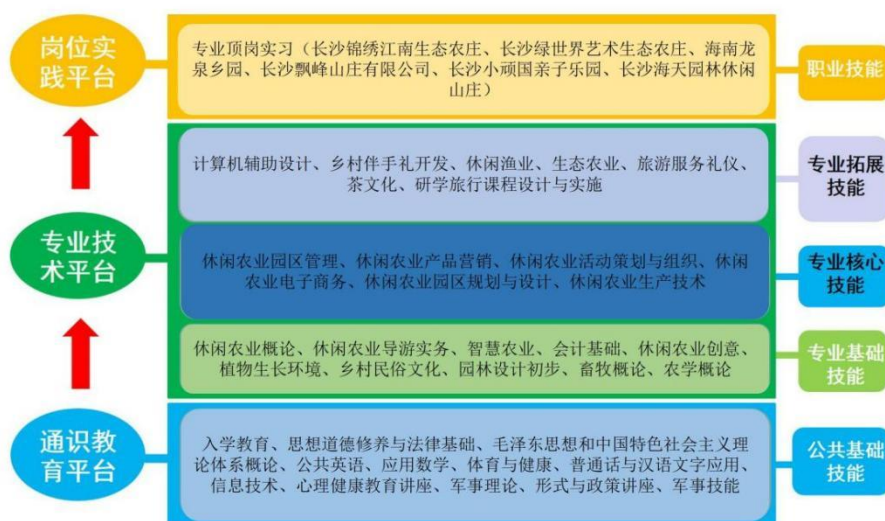 岗位实
践平台
专业顶岗实习（长沙锦绣江南生态农庄、长沙绿世界艺术生态农庄、海南龙
泉乡园、长沙飘峰山庄有限公司、长沙小顽国亲子乐园、长沙海天园林休闲
山庄）
职业技能
专业技
术平台
计算机辅助设计、乡村伴手礼开发、休闲渔业、生态农业、旅游服务礼仪、
茶文化、研学旅行课程设计与实施
专业拓展
技能
休闲农业园区管理、休闲农业产品营销、休闲农业活动策划与组织、休闲
农业电子商务、休闲农业园区规划与设计、休闲农业生产技术
专业核心
技能
休闲农业概论、休闲农业导游实务、智慧农业、会计基础、休闲农业创意、
植物生长环境、乡村民俗文化、园林设计初步、畜牧概论、农学概论
专业基础
技能
通识教
育平台
入学教育、思想道德修养与法律基础、毛泽东思想和中国特色社会主义理
论体系概论、公共英语、应用数学、体育与健康、普通话与汉语文字应用、
信息技术、心理健康教育讲座、军事理论、形式与政策讲座、军事技能
公共基础
技能